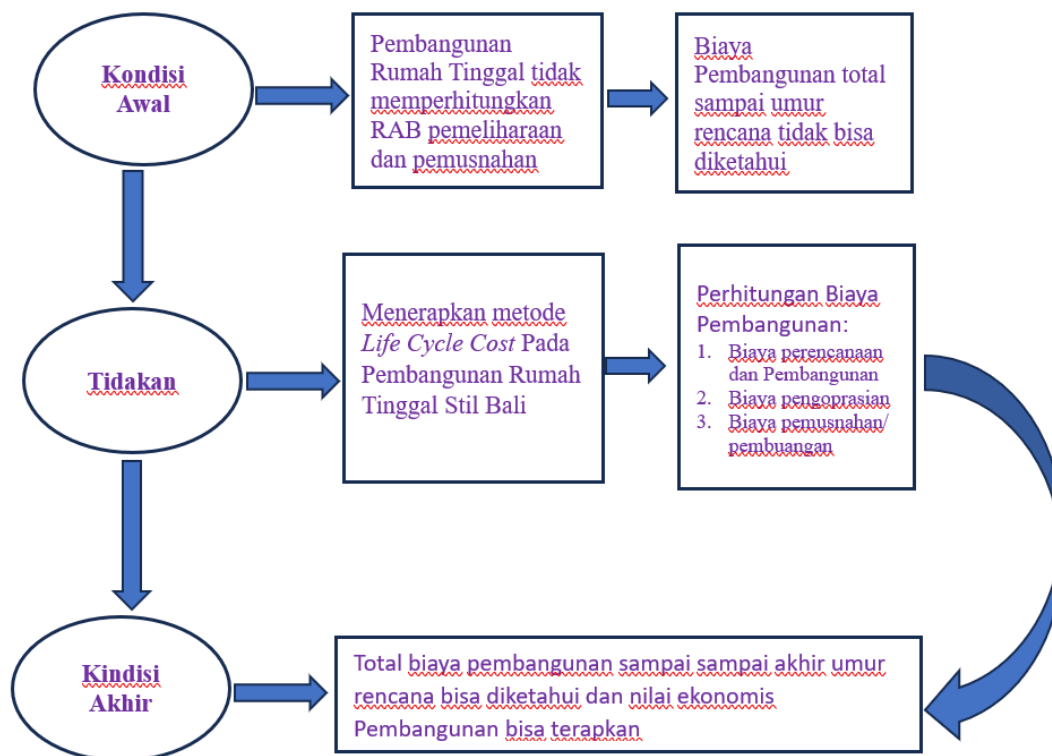 Kondisi
Awal
Pembangunan
Rumah Tinggal tidak
memperhitungkan
RAB pemeliharaan
dan pemusnahan
Biaya
Pembangunan total
sampai umur
rencana tidak bisa
diketahui
Tidakan
Menerapkan metode
Life Cycle Cost Pada
Pembangunan Rumah
Tinggal Stil Bali
Perhitungan Biaya
Pembangunan:
1. Biaya perencanaan
dan Pembangunan
2. Biaya pengoprasian
3. Biaya pemusnahan/
pembuangan
Kindisi
Akhir
Total biaya pembangunan sampai sampai akhir umur
rencana bisa diketahui dan nilai ekonomis
Pembangunan bisa terapkan